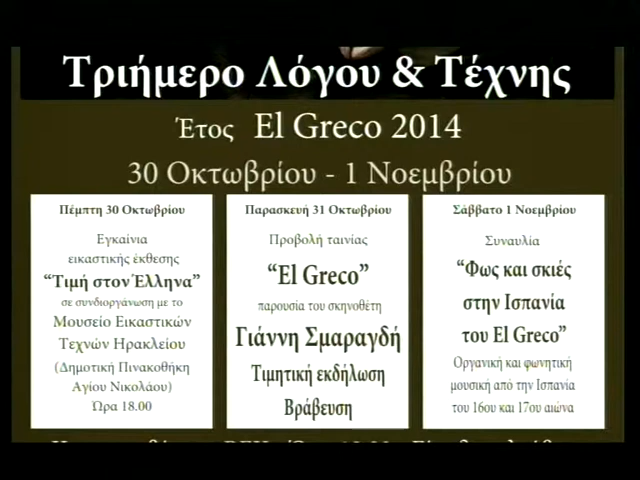 Τριήμερο Λόγου & Τέχνης
Έτος El Greco 2014
30 Οκτωβρίου - 1 Νοεμβρίου
Πέμπτη 30 Οκτωβρίου
Εγκαίνια
εικαστικής έκθεσης
“Τιμή στον Έλληνα”
σε συνδιοργάνωση με το
Μουσείο Εικαστικών
Τεχνών Ηρακλείου
(Δημοτική Πινακοθήκη
Αγίου Νικολάου)
Ώρα 18.00
Παρασκευή 31 Οκτωβρίου
Προβολή ταινίας
“El Greco”
παρουσία του σκηνοθέτη
Γιάννη Σμαραγδή
Τιμητική εκδήλωση
Βράβευση
Σάββατο 1 Νοεμβρίου
Συναυλία
“Φως και σκιές
στην Ισπανία
του El Greco”
Οργανική και φωνητική
μουσική από την Ισπανία
του 16ου και 17ου αιώνα